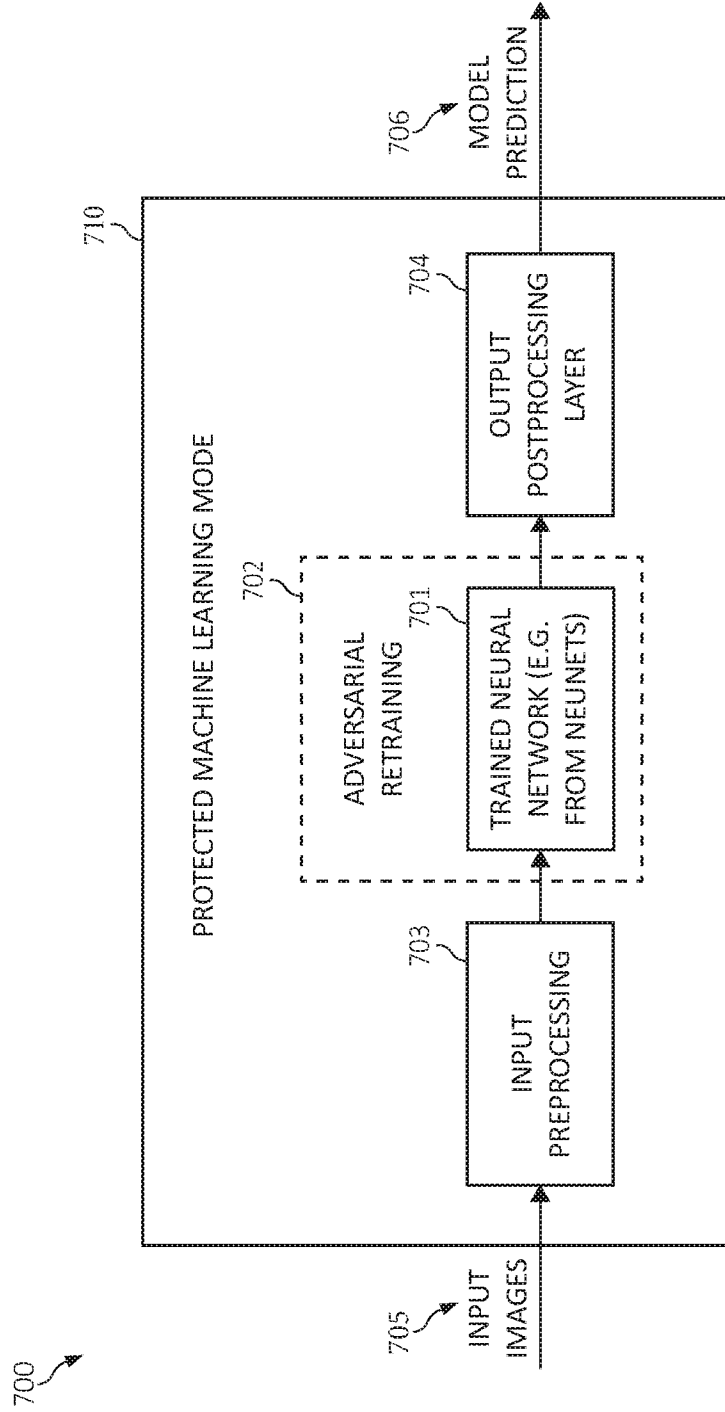 700
710
PROTECTED MACHINE LEARNING MODE
702
ADVERSARIAL
RETRAINING
705
INPUT
IMAGES
703
INPUT
PREPROCESSING
701
TRAINED NEURAL
NETWORK (E.G.
FROM NEUNETS)
704
OUTPUT
POSTPROCESSING
LAYER
706
MODEL
PREDICTION